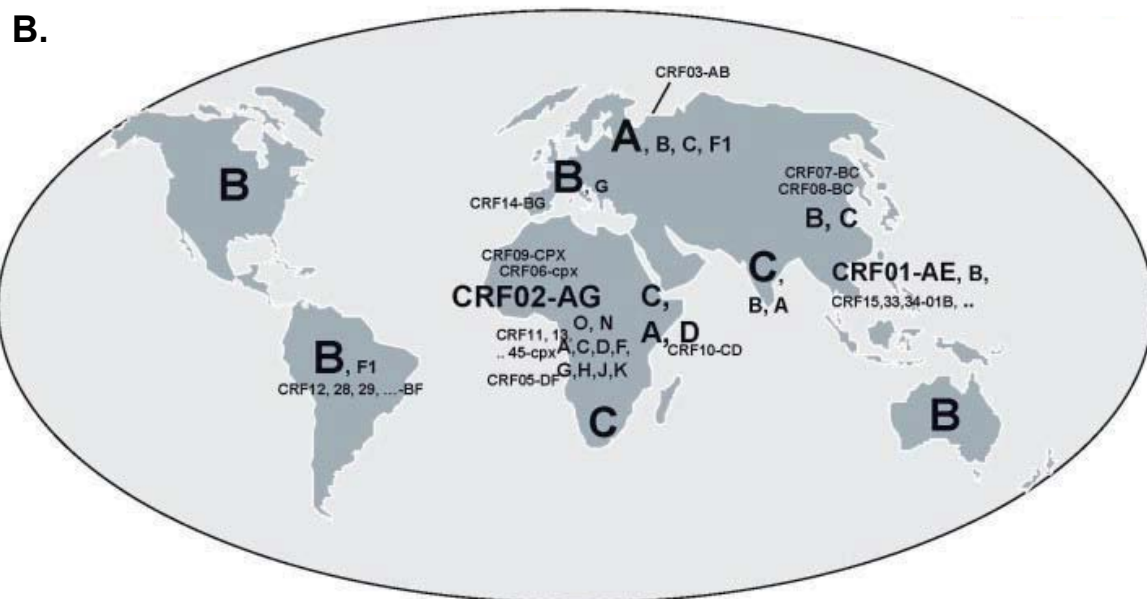 B.
CRF03-AB
A, B, C, F1
B
B, G
CRF14-BG
CRF07-BC
CRF08-BC
B, C
CRF09-CPX
CRF06-cpx
CRF02-AG
C,
A, D
CRF10-CD
O, N
CRF11, 13,
.. 45-cpx
A,C,D,F,
CRF05-DF
G,H,J,K
C
C,
B, A
CRF01-AE, B,
CRF15,33,34-01B, ..
B, F1
CRF12, 28, 29, ...-BF
B